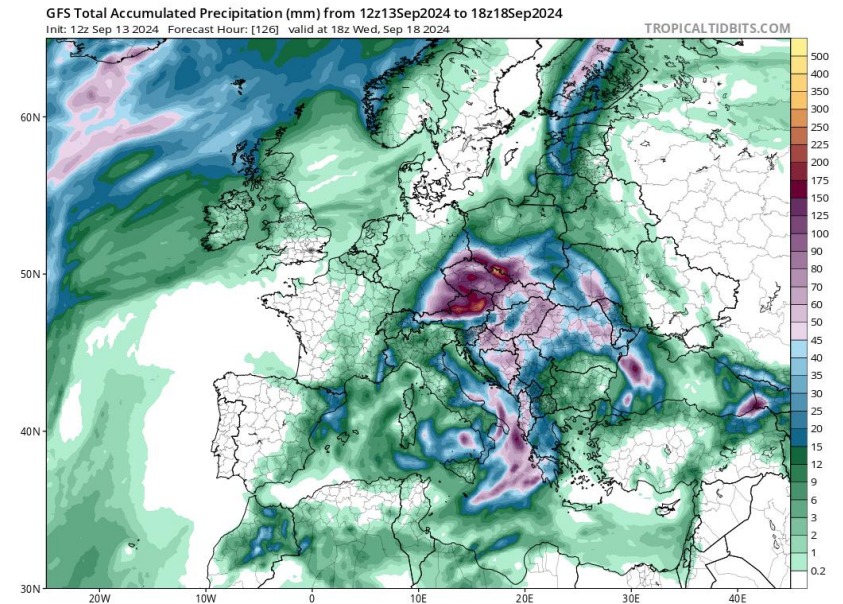 GFS Total Accumulated Precipitation (mm) from 12z13Sep2024 to 18z18Sep2024
Init: 12z Sep 13 2024 Forecast Hour: [126] valid at 18z Wed, Sep 18 2024
TROPICALTIDBITS.COM
60N
50N
40N
30N
20W
10W
0
10E
20E
30E
40E
500
400
350
300
250
225
200
175
150
125
100
90
80
70
60
50
45
40
35
30
25
20
15
12
9
6
3
2
1
0.2